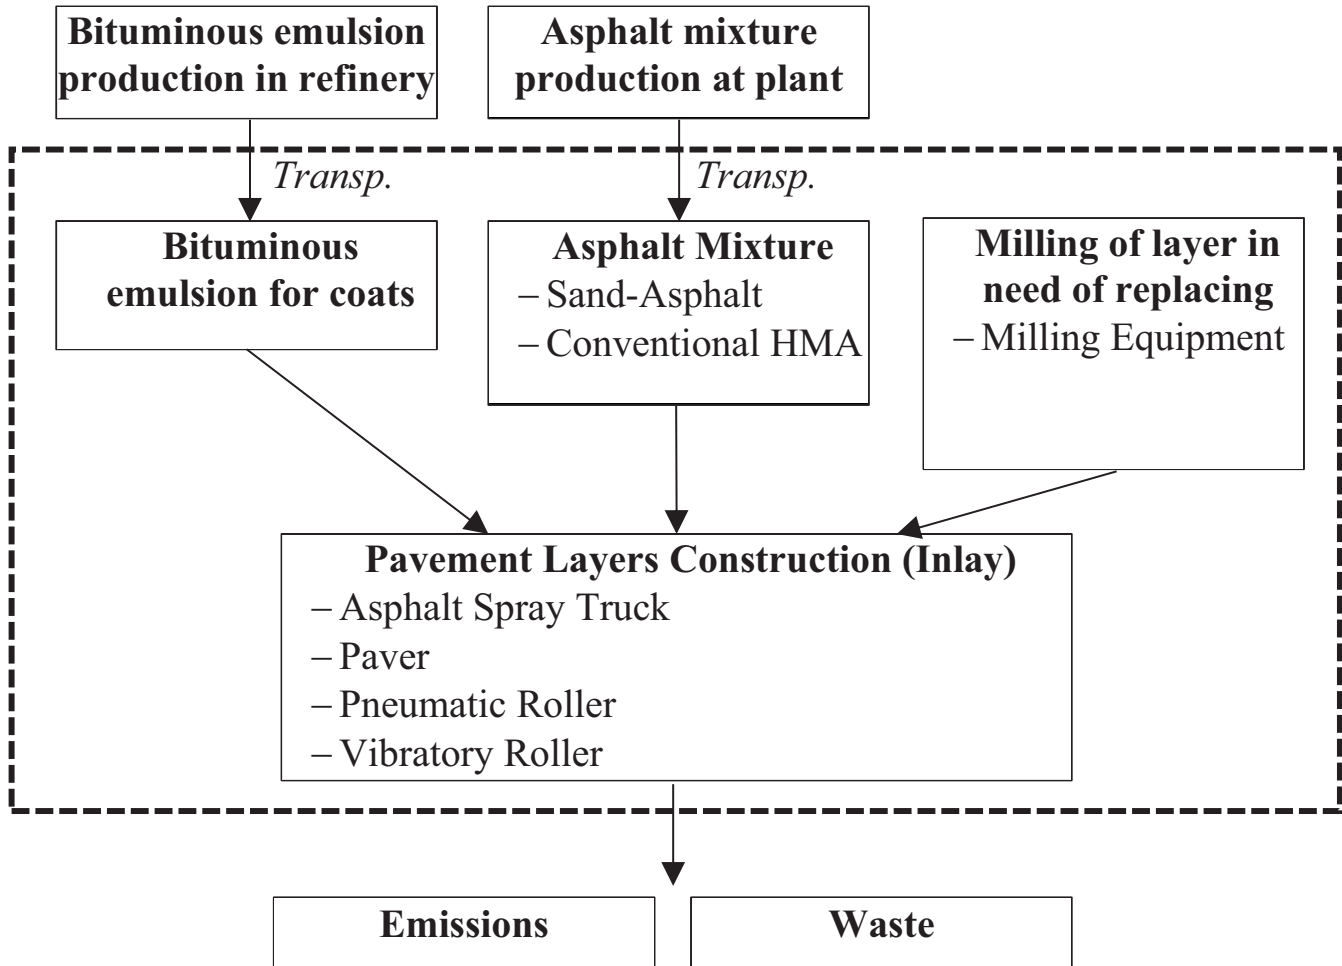 Bituminous emulsion
production in refinery
Asphalt mixture
production at plant
Transp.
Transp.
Bituminous
emulsion for coats
Asphalt Mixture
– Sand-Asphalt
– Conventional HMA
Milling of layer in
need of replacing
– Milling Equipment
Pavement Layers Construction (Inlay)
– Asphalt Spray Truck
– Paver
– Pneumatic Roller
– Vibratory Roller
Emissions
Waste